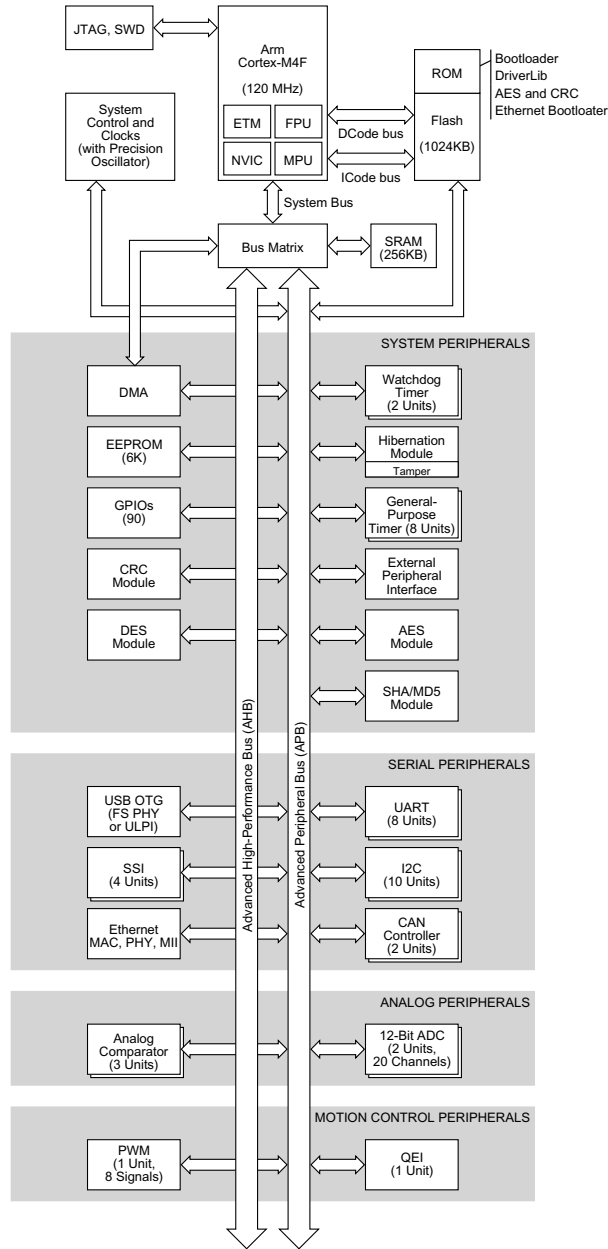 JTAG, SWD
Arm
Cortex-M4F
(120 MHz)
ETM
FPU
NVIC
MPU
ROM
Bootloader
DriverLib
AES and CRC
Ethernet Bootloater
Flash
(1024KB)
DCode bus
ICode bus
System
Control and
Clocks
(with Precision
Oscillator)
System Bus
Bus Matrix
SRAM
(256KB)
SYSTEM PERIPHERALS
DMA
Watchdog
Timer
(2 Units)
EEPROM
(6K)
Hibernation
Module
Tamper
GPIOs
(90)
General-
Purpose
Timer (8 Units)
CRC
Module
External
Peripheral
Interface
DES
Module
AES
Module
SHA/MD5
Module
Advanced High-Performance Bus (AHB)
Advanced Peripheral Bus (APB)
SERIAL PERIPHERALS
USB OTG
(FS PHY
or ULPI)
UART
(8 Units)
SSI
(4 Units)
I2C
(10 Units)
Ethernet
MAC, PHY, MII
CAN
Controller
(2 Units)
ANALOG PERIPHERALS
Analog
Comparator
(3 Units)
12-Bit ADC
(2 Units,
20 Channels)
MOTION CONTROL PERIPHERALS
PWM
(1 Unit,
8 Signals)
QEI
(1 Unit)